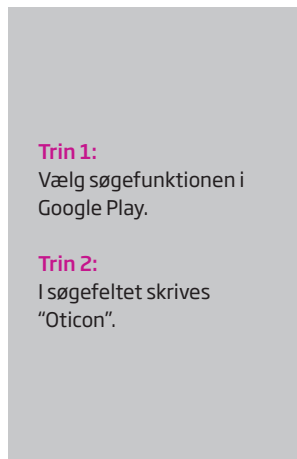 Trin 1:
Vælg søgefunktionen i
Google Play.
Trin 2:
I søgefeltet skrives
“Oticon”.